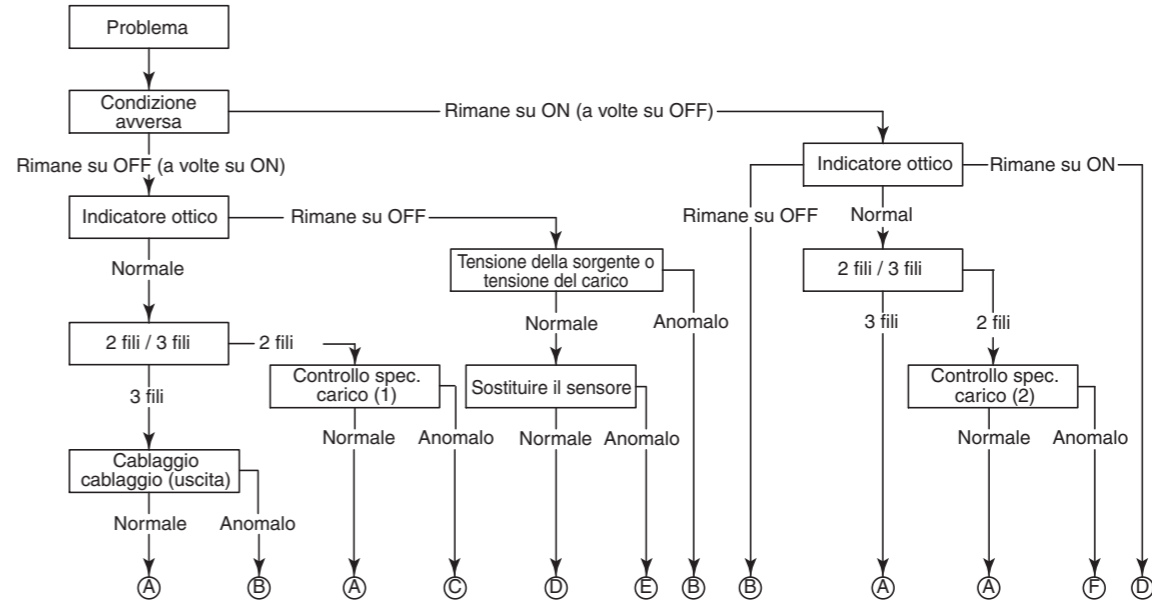 Problema
Condizione
avversa
Rimane su ON (a volte su OFF)
Rimane su OFF (a volte su ON)
Indicatore ottico
Rimane su ON
Indicatore ottico
Rimane su OFF
Rimane su OFF
Normal
Normale
Tensione della sorgente o
tensione del carico
2 fili / 3 fili
Normale
Anomalo
3 fili
2 fili
2 fili / 3 fili
2 fili
Controllo spec.
carico (1)
Sostituire il sensore
Controllo spec.
carico (2)
3 fili
Normale
Anomalo
Normale
Anomalo
Normale
Anomalo
Cablaggio
cablaggio (uscita)
Normale
Anomalo
A
B
A
C
D
E
B
B
A
A
F
D